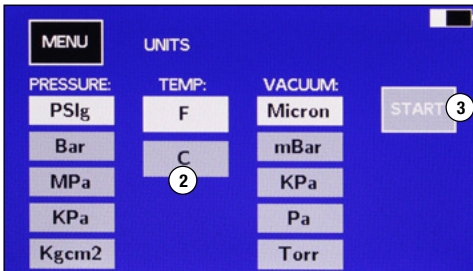 MENU UNITS
PRESSURE: TEMP: VACUUM:
PSIg F Micron START 3
Bar C mBar
2
MPa KPa
KPa Pa
Kgcm2 Torr